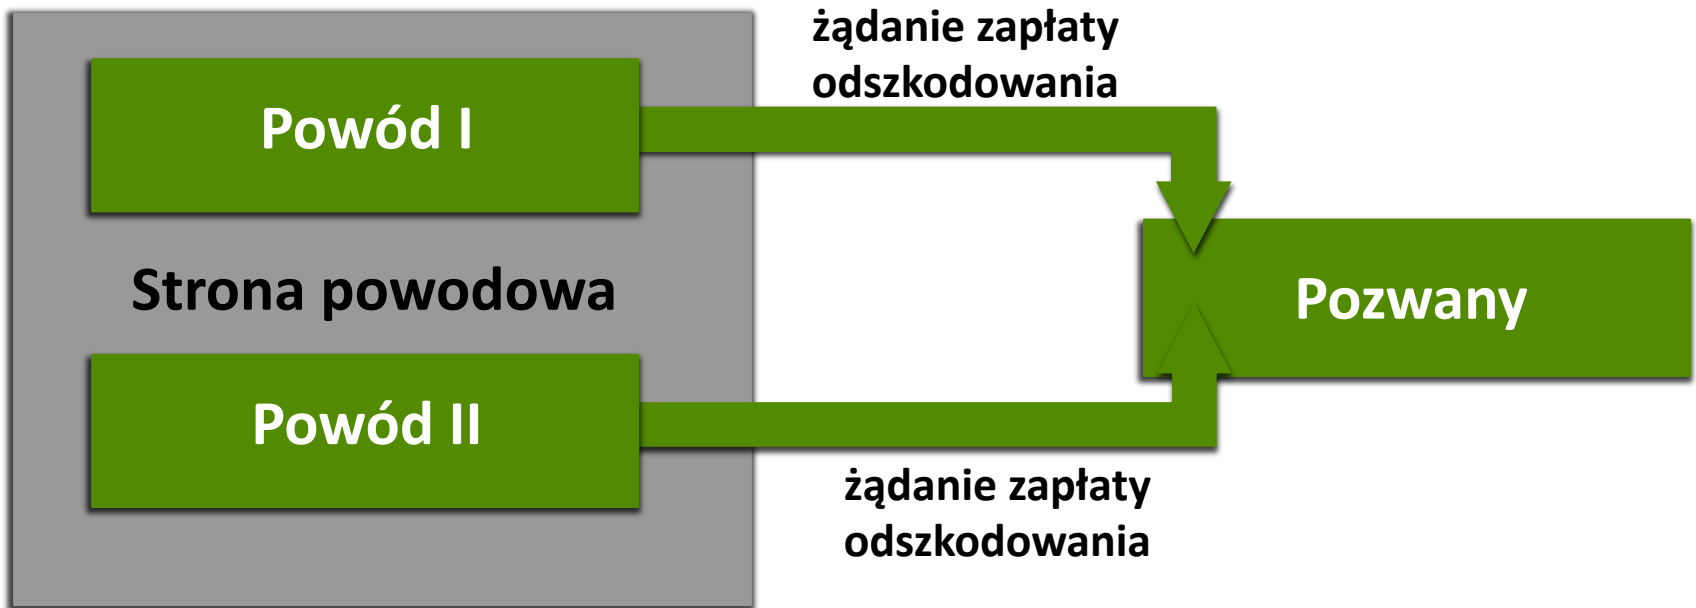 żądanie zapłaty
odszkodowania
Powód I
Strona powodowa
Pozwany
Powód II
żądanie zapłaty
odszkodowania